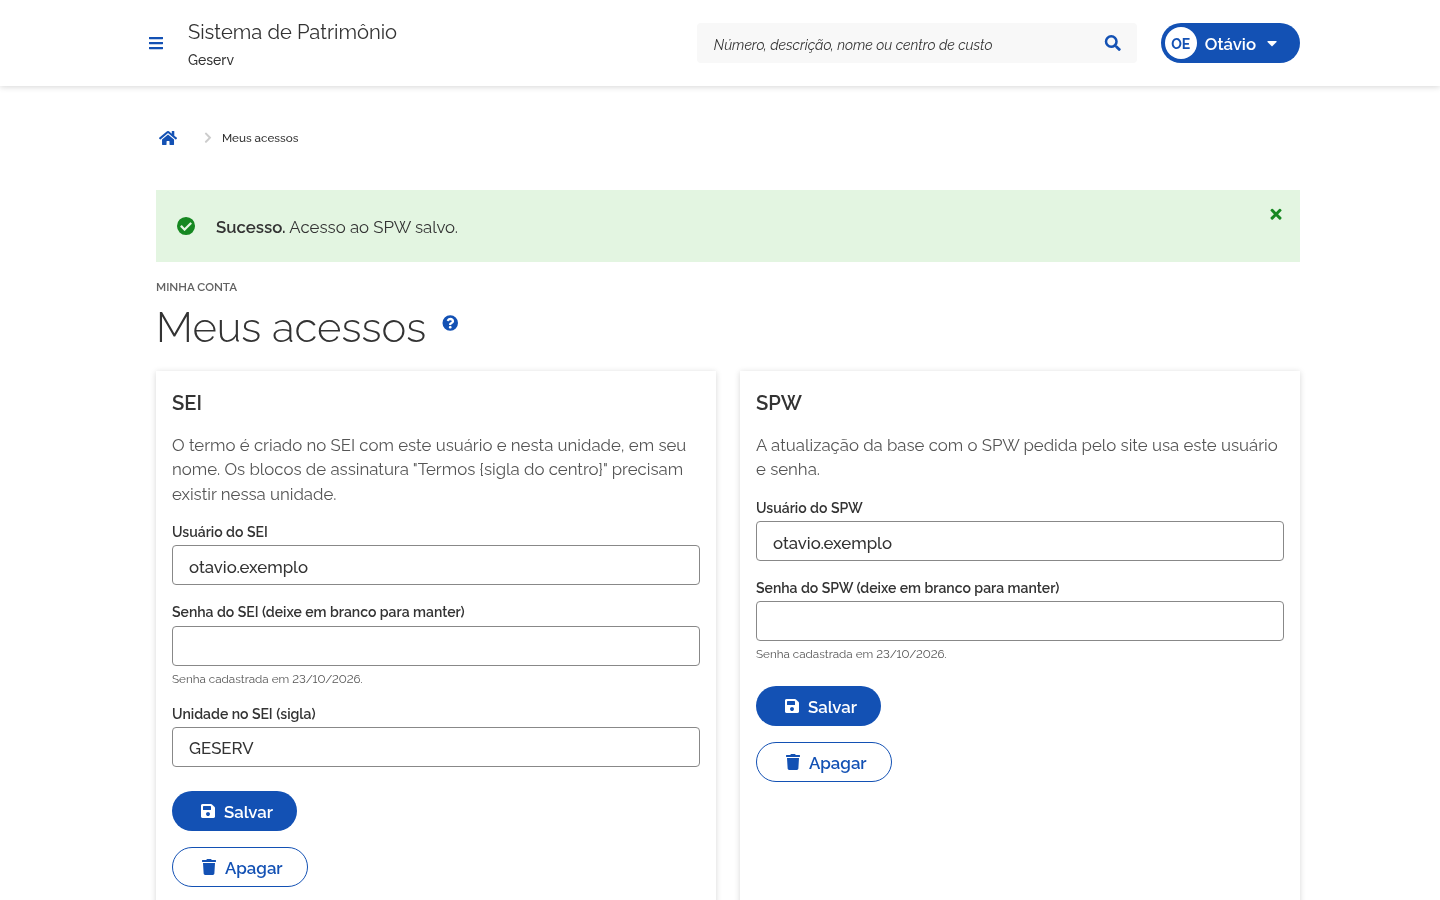 Sistema de Patrimônio
Geserv
Número, descrição, nome ou centro de custo
OE Otávio
Meus acessos
Sucesso. Acesso ao SPW salvo.
MINHA CONTA
Meus acessos
SEI
O termo é criado no SEI com este usuário e nesta unidade, em seu
nome. Os blocos de assinatura "Termos {sigla do centro}" precisam
existir nessa unidade.
Usuário do SEI
otavio.exemplo
Senha do SEI (deixe em branco para manter)
Senha cadastrada em 23/10/2026.
Unidade no SEI (sigla)
GESERV
Salvar
Apagar
SPW
A atualização da base com o SPW pedida pelo site usa este usuário
e senha.
Usuário do SPW
otavio.exemplo
Senha do SPW (deixe em branco para manter)
Senha cadastrada em 23/10/2026.
Salvar
Apagar